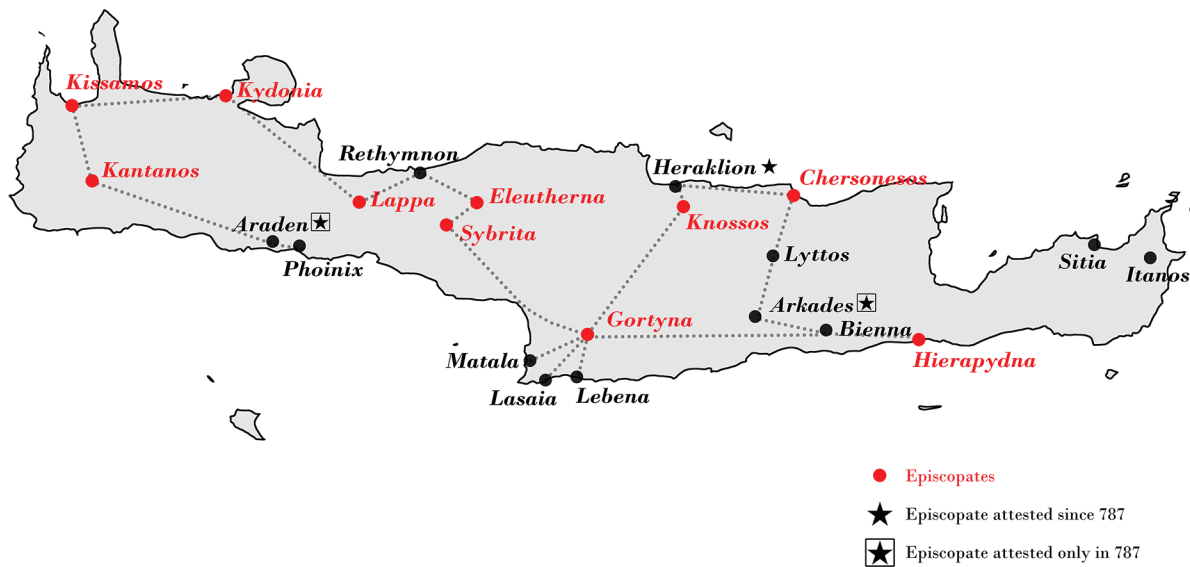 Kissamos
Kydonia
Kantanos
Rethymnon
Lappa
Eleutherna
Sybrita
Araden
Phoinix
Heraklion
Chersonesos
Knossos
Lyttos
Sitia
Itanos
Arkades
Bienna
Gortyna
Hierapydna
Matala
Lasaia
Lebena
Episcopates
Episcopate attested since 787
Episcopate attested only in 787